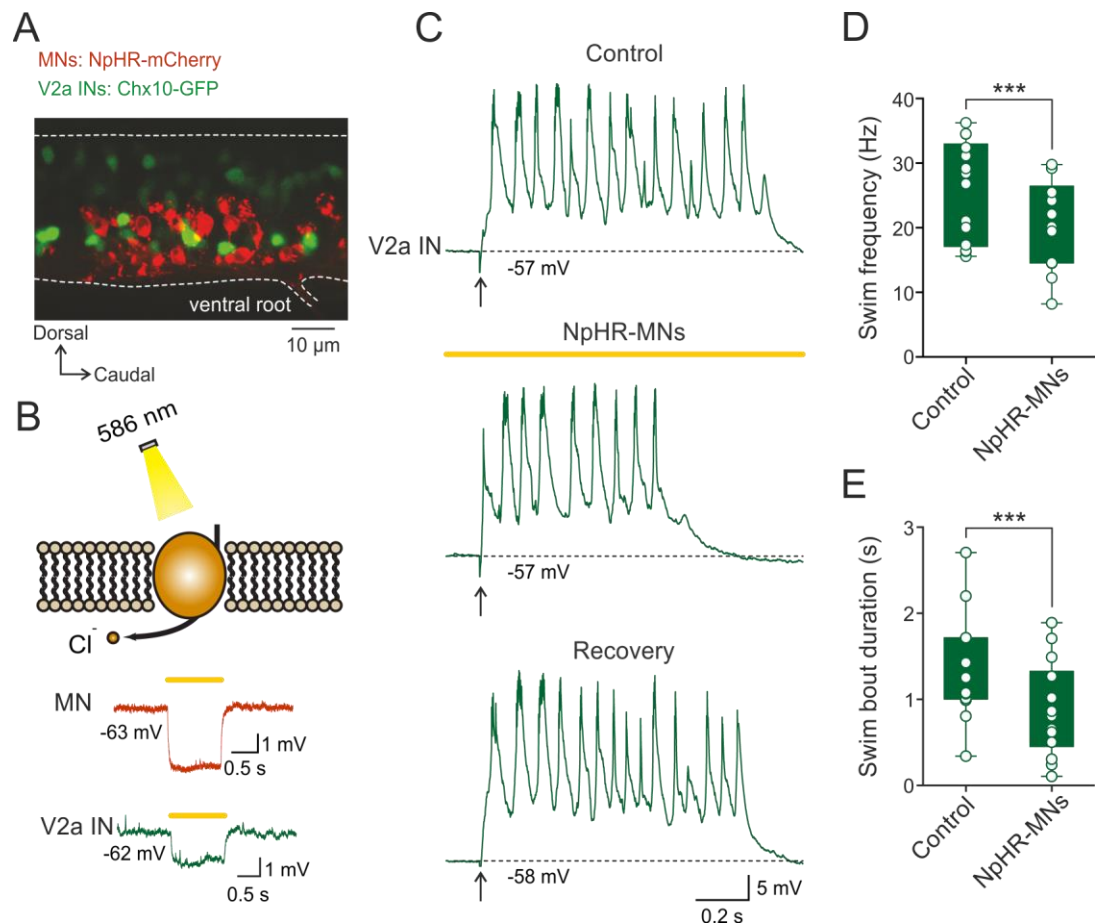 A
MNs: NpHR-mCherry
V2a INs: Chx10-GFP
ventral root
10 µm
Dorsal
Caudal
B
586 nm
Cl⁻
MN
-63 mV
1 mV
0.5 s
V2a IN
-62 mV
1 mV
0.5 s
C
Control
V2a IN
-57 mV
NpHR-MNs
-57 mV
Recovery
-58 mV
5 mV
0.2 s
D
***
Swim frequency (Hz)
40
30
20
10
0
Control
NpHR-MNs
E
***
Swim bout duration (s)
3
2
1
0
Control
NpHR-MNs